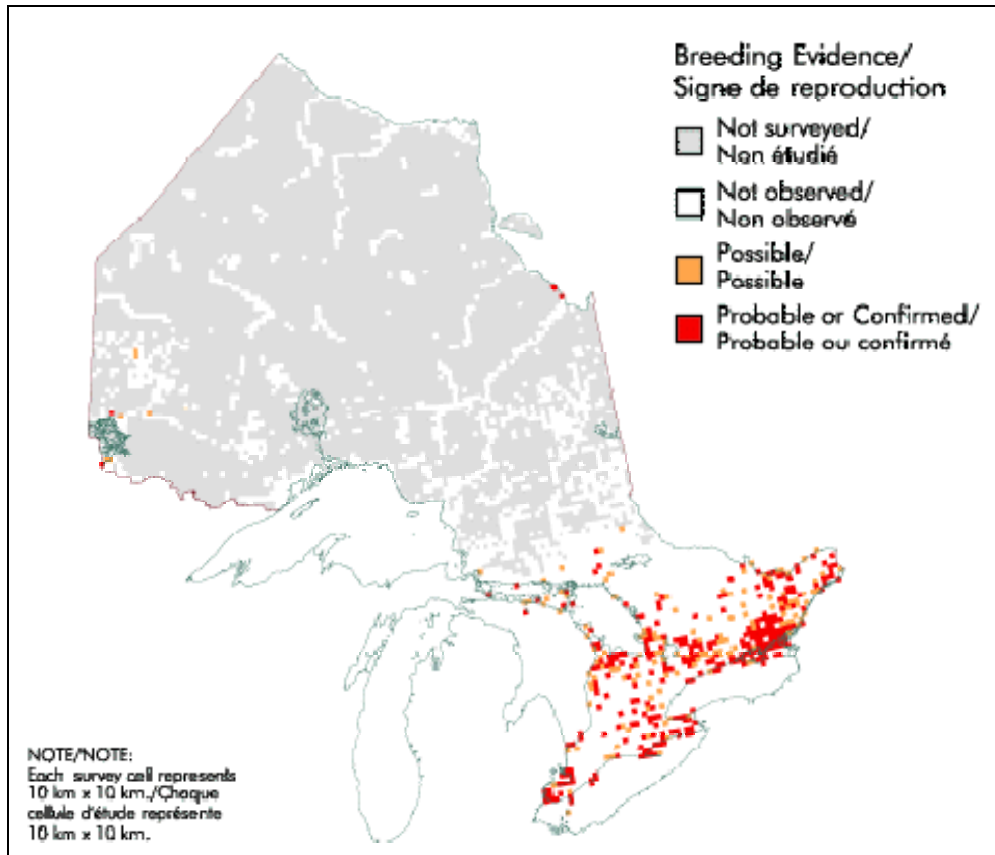 Breeding Evidence/
Signe de reproduction
Not surveyed/
Non étudié
Not observed/
Non observé
Possible/
Possible
Probable or Confirmed/
Probable ou confirmé
NOTE/NOTE:
Each survey cell represents
10 km x 10 km./Chaque
cellule d'étude représente
10 km x 10 km.